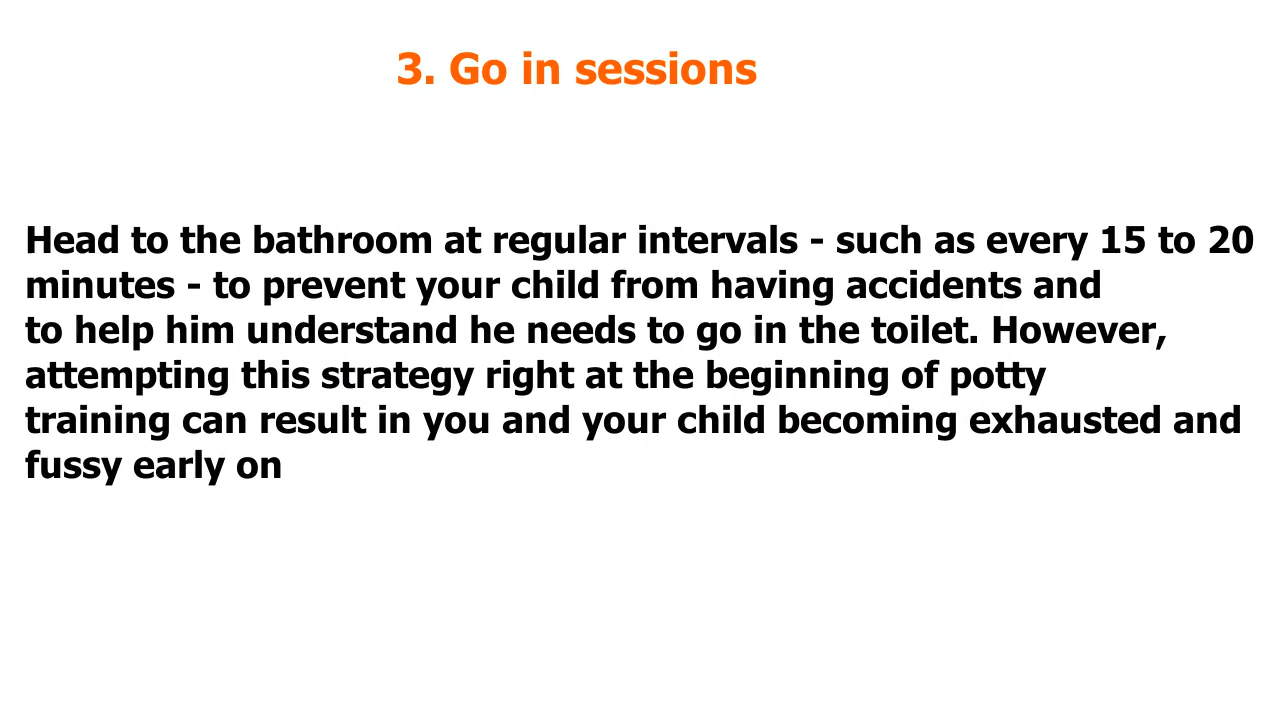 3. Go in sessions
Head to the bathroom at regular intervals - such as every 15 to 20
minutes - to prevent your child from having accidents and
to help him understand he needs to go in the toilet. However,
attempting this strategy right at the beginning of potty
training can result in you and your child becoming exhausted and
fussy early on